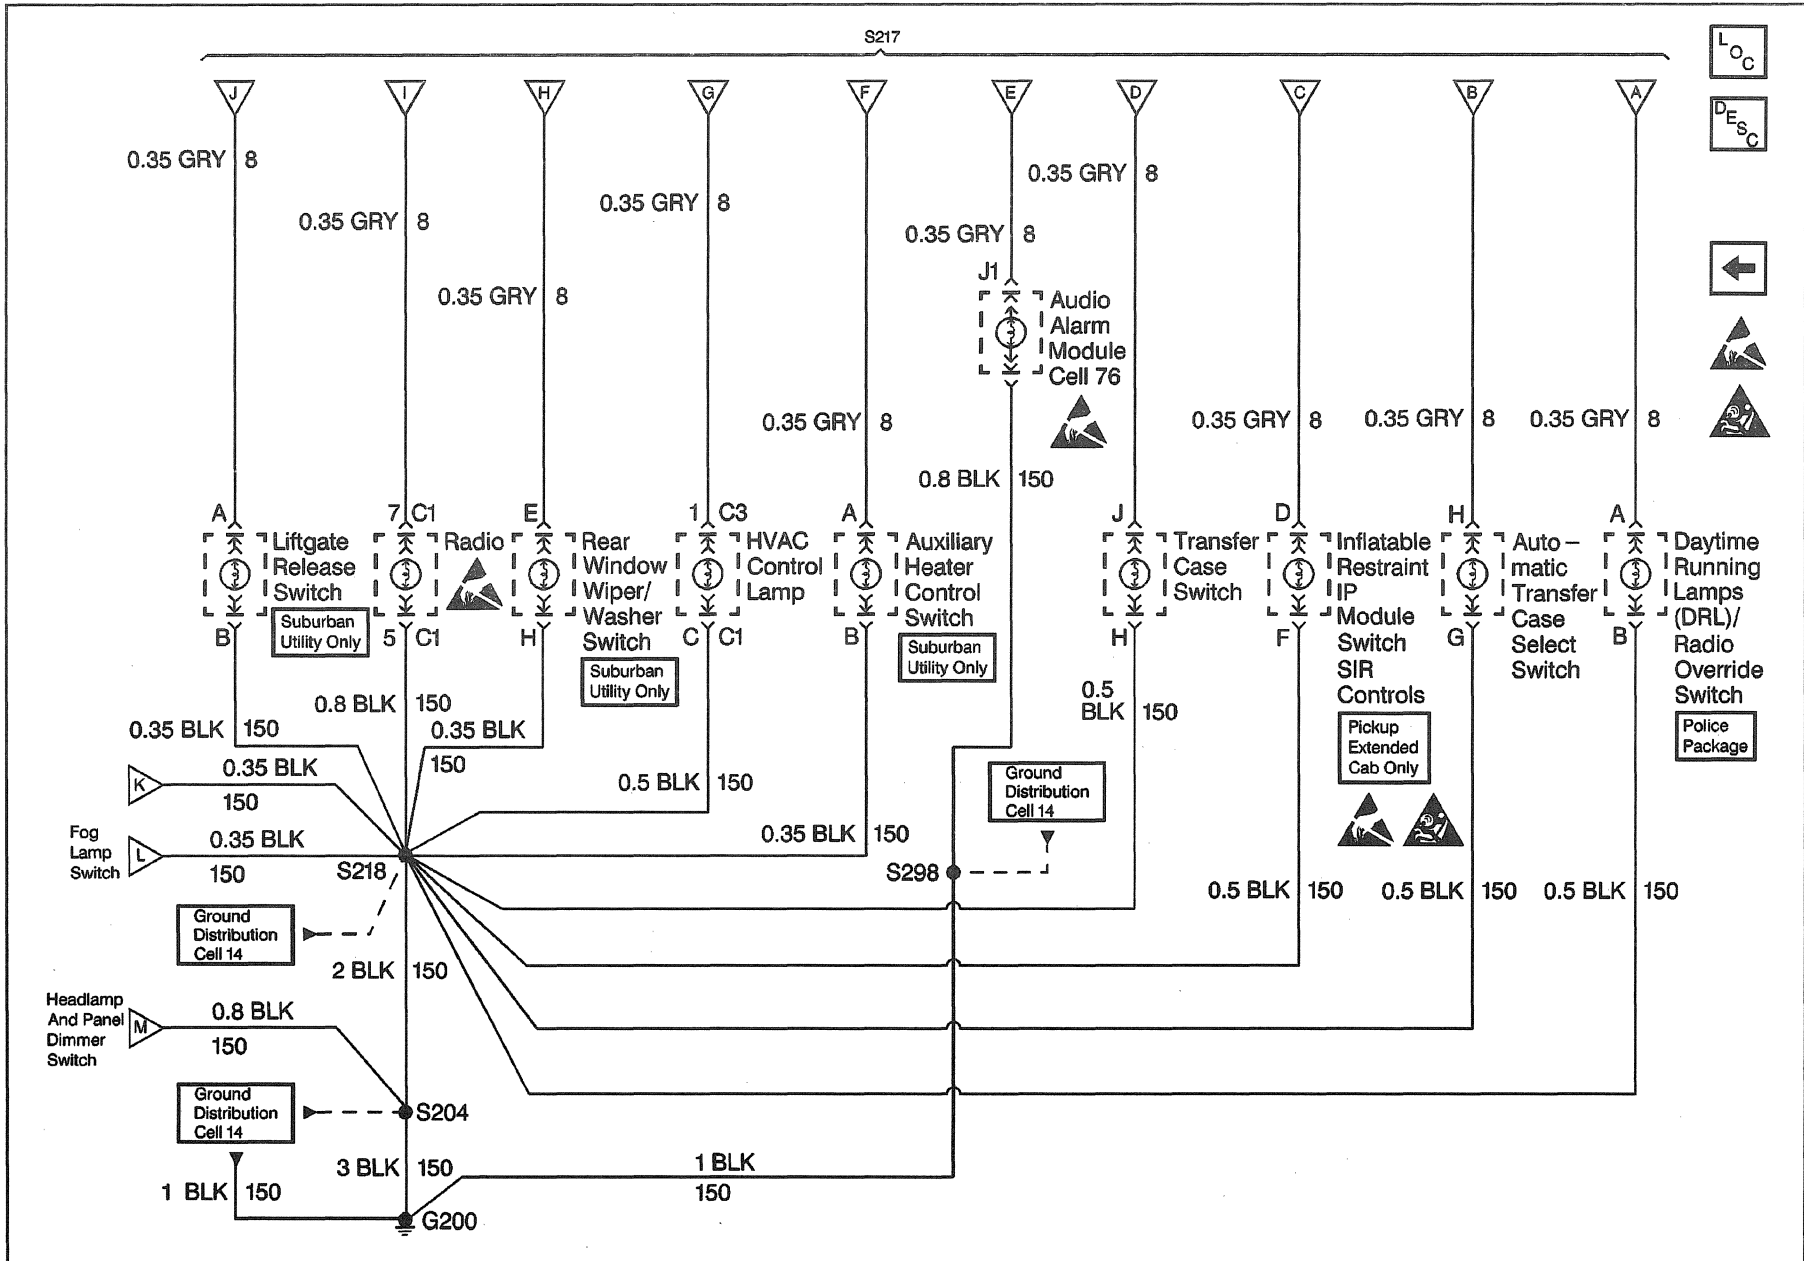 S217
LOC
DESC
J
I
H
G
F
E
D
C
B
A
0.35 GRY 8
0.35 GRY 8
0.35 GRY 8
0.35 GRY 8
0.35 GRY 8
0.35 GRY 8
0.35 GRY 8
0.35 GRY 8
0.35 GRY 8
0.35 GRY 8
J1
Audio
Alarm
Module
Cell 76
0.8 BLK 150
A
Liftgate
Release
Switch
Suburban
Utility Only
B
7 C1
Radio
5 C1
E
Rear
Window
Wiper/
Washer
Switch
Suburban
Utility Only
H
1 C3
HVAC
Control
Lamp
C C1
A
Auxiliary
Heater
Control
Switch
Suburban
Utility Only
B
J
Transfer
Case
Switch
H
D
Inflatable
Restraint
IP
Module
Switch
SIR
Controls
Pickup
Extended
Cab Only
F
H
Auto –
matic
Transfer
Case
Select
Switch
G
A
Daytime
Running
Lamps
(DRL)/
Radio
Override
Switch
Police
Package
B
0.35 BLK 150
0.8 BLK 150
0.35 BLK
150
0.5 BLK 150
0.35 BLK 150
0.5
BLK 150
0.5 BLK 150
0.5 BLK 150
0.5 BLK 150
K
0.35 BLK
150
Fog
Lamp
Switch
L
0.35 BLK
150
S218
Ground
Distribution
Cell 14
S298
Ground
Distribution
Cell 14
2 BLK 150
Headlamp
And Panel
Dimmer
Switch
M
0.8 BLK
150
Ground
Distribution
Cell 14
S204
3 BLK 150
1 BLK
150
1 BLK 150
G200